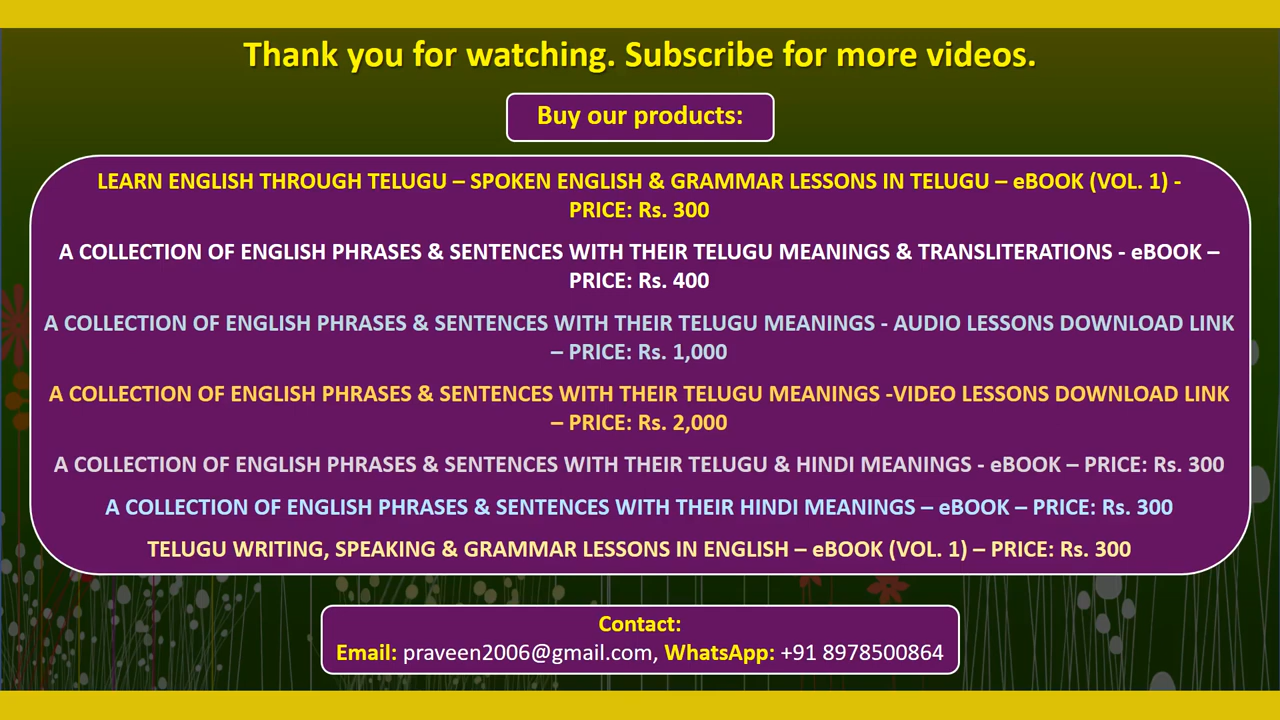 Thank you for watching. Subscribe for more videos.
Buy our products:
LEARN ENGLISH THROUGH TELUGU – SPOKEN ENGLISH & GRAMMAR LESSONS IN TELUGU – eBOOK (VOL. 1) -
PRICE: Rs. 300
A COLLECTION OF ENGLISH PHRASES & SENTENCES WITH THEIR TELUGU MEANINGS & TRANSLITERATIONS - eBOOK –
PRICE: Rs. 400
A COLLECTION OF ENGLISH PHRASES & SENTENCES WITH THEIR TELUGU MEANINGS - AUDIO LESSONS DOWNLOAD LINK
– PRICE: Rs. 1,000
A COLLECTION OF ENGLISH PHRASES & SENTENCES WITH THEIR TELUGU MEANINGS -VIDEO LESSONS DOWNLOAD LINK
– PRICE: Rs. 2,000
A COLLECTION OF ENGLISH PHRASES & SENTENCES WITH THEIR TELUGU & HINDI MEANINGS - eBOOK – PRICE: Rs. 300
A COLLECTION OF ENGLISH PHRASES & SENTENCES WITH THEIR HINDI MEANINGS – eBOOK – PRICE: Rs. 300
TELUGU WRITING, SPEAKING & GRAMMAR LESSONS IN ENGLISH – eBOOK (VOL. 1) – PRICE: Rs. 300
Contact:
Email: praveen2006@gmail.com, WhatsApp: +91 8978500864